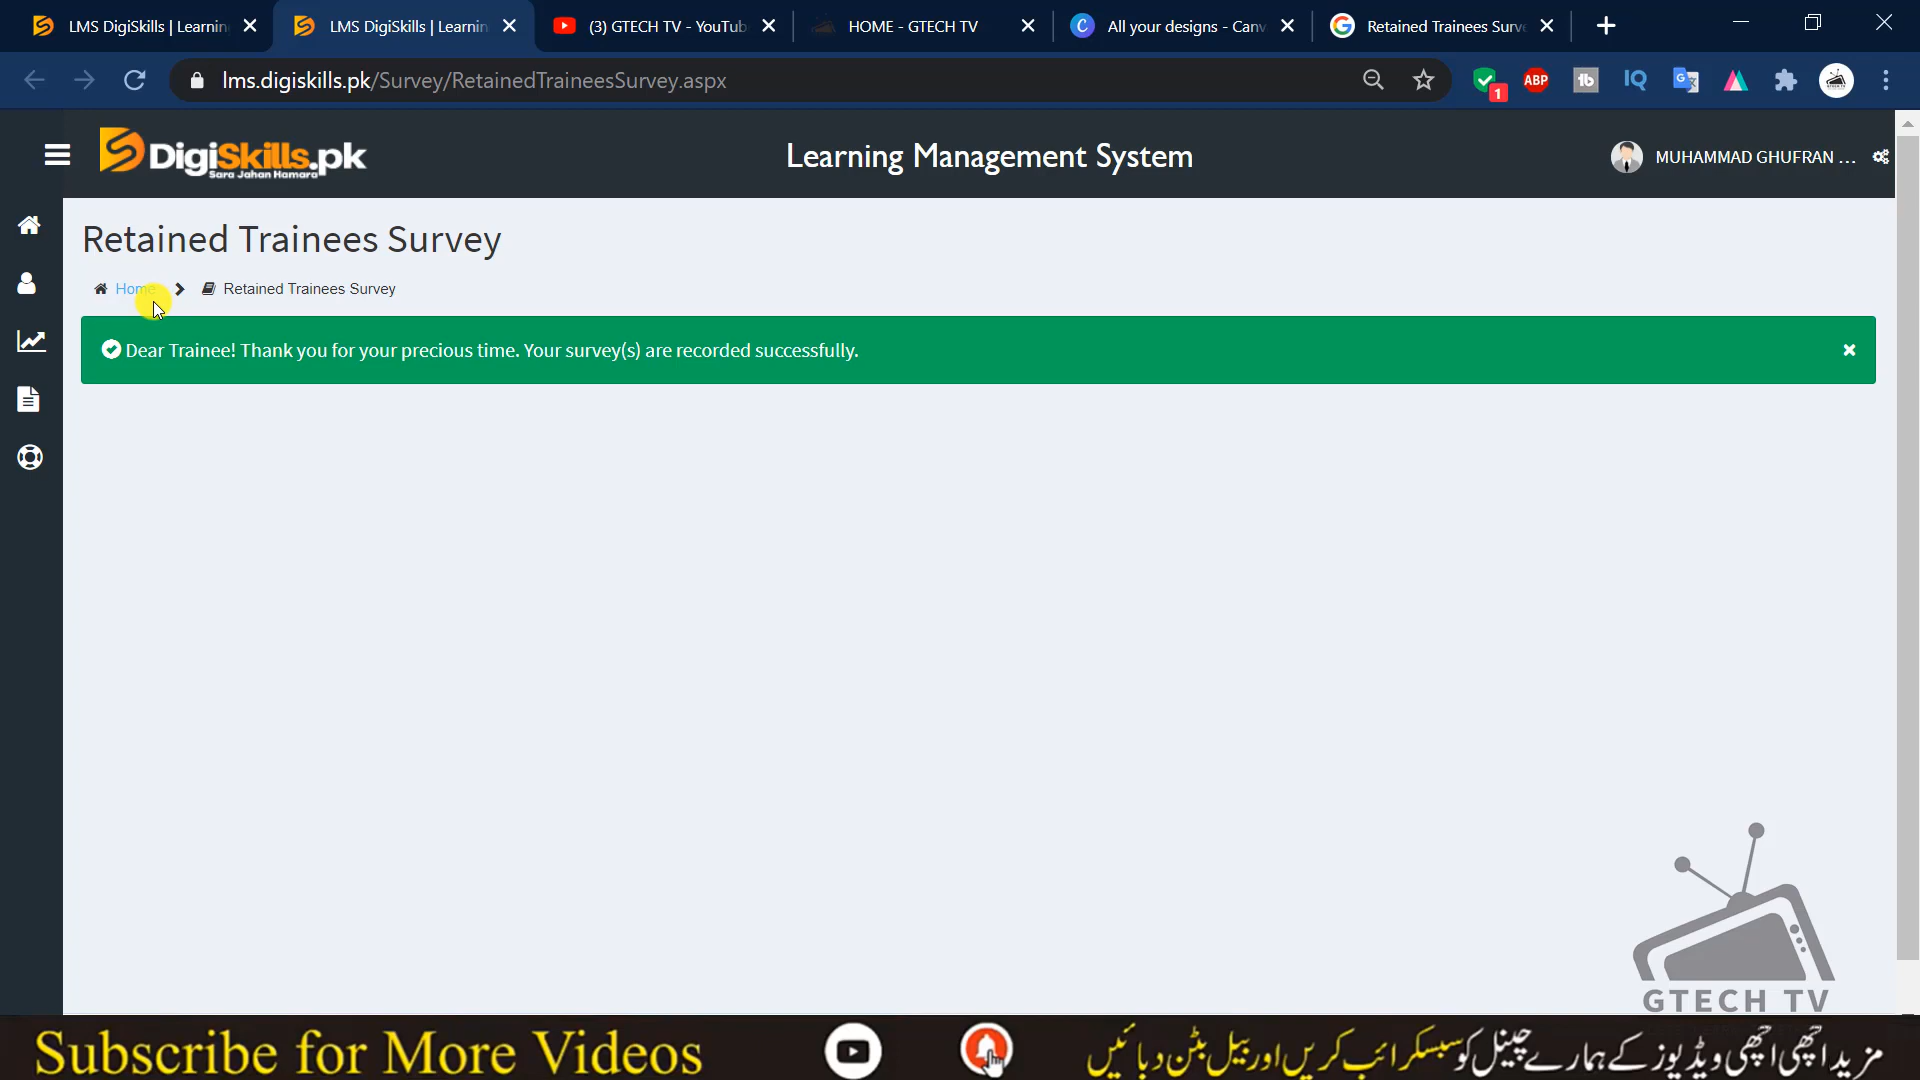 LMS DigiSkills | Learnin
LMS DigiSkills | Learnin
(3) GTECH TV - YouTub
HOME - GTECH TV
All your designs - Canv
Retained Trainees Surve
lms.digiskills.pk/Survey/RetainedTraineesSurvey.aspx
1
ABP
tb
IQ
DigiSkills.pk
Sara Jahan Hamara
Learning Management System
MUHAMMAD GHUFRAN ...
Retained Trainees Survey
Home
Retained Trainees Survey
Dear Trainee! Thank you for your precious time. Your survey(s) are recorded successfully.
GTECH TV
Subscribe for More Videos
مزید اچھی اچھی ویڈیوز کے ہمارے چینل کو سبسکرائب کریں اور بیل بٹن دبائیں